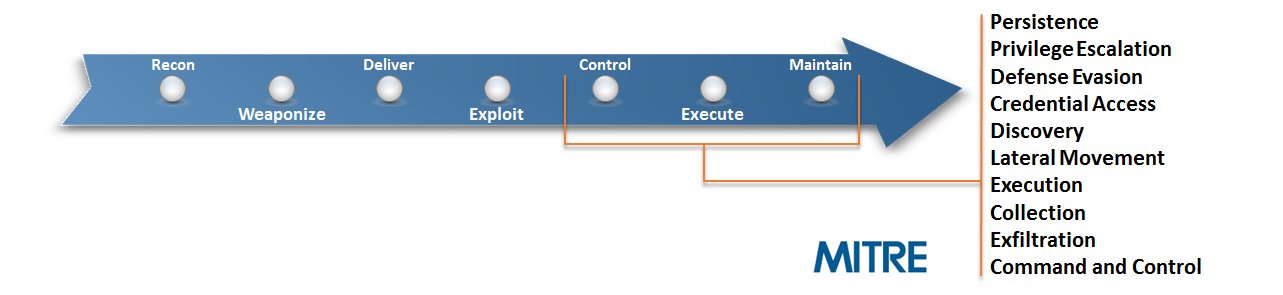 Recon
Weaponize
Deliver
Exploit
Control
Execute
Maintain
Persistence
Privilege Escalation
Defense Evasion
Credential Access
Discovery
Lateral Movement
Execution
Collection
Exfiltration
Command and Control
MITRE